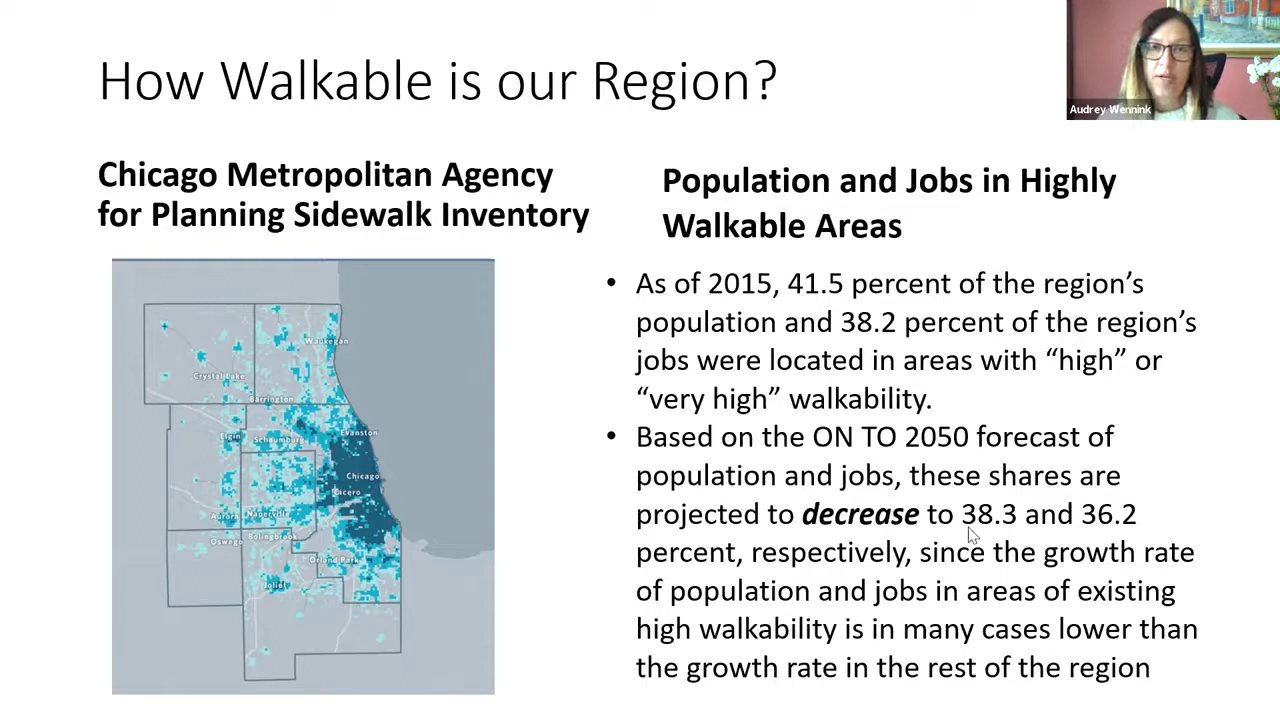 How Walkable is our Region?
Audrey Wennink
Chicago Metropolitan Agency
for Planning Sidewalk Inventory
Waukegan
Crystal Lake
Barrington
Elgin
Schaumburg
Evanston
Chicago
Cicero
Aurora
Naperville
Oswego
Bolingbrook
Orland Park
Joliet
Population and Jobs in Highly
Walkable Areas
• As of 2015, 41.5 percent of the region’s
population and 38.2 percent of the region’s
jobs were located in areas with “high” or
“very high” walkability.
• Based on the ON TO 2050 forecast of
population and jobs, these shares are
projected to decrease to 38.3 and 36.2
percent, respectively, since the growth rate
of population and jobs in areas of existing
high walkability is in many cases lower than
the growth rate in the rest of the region